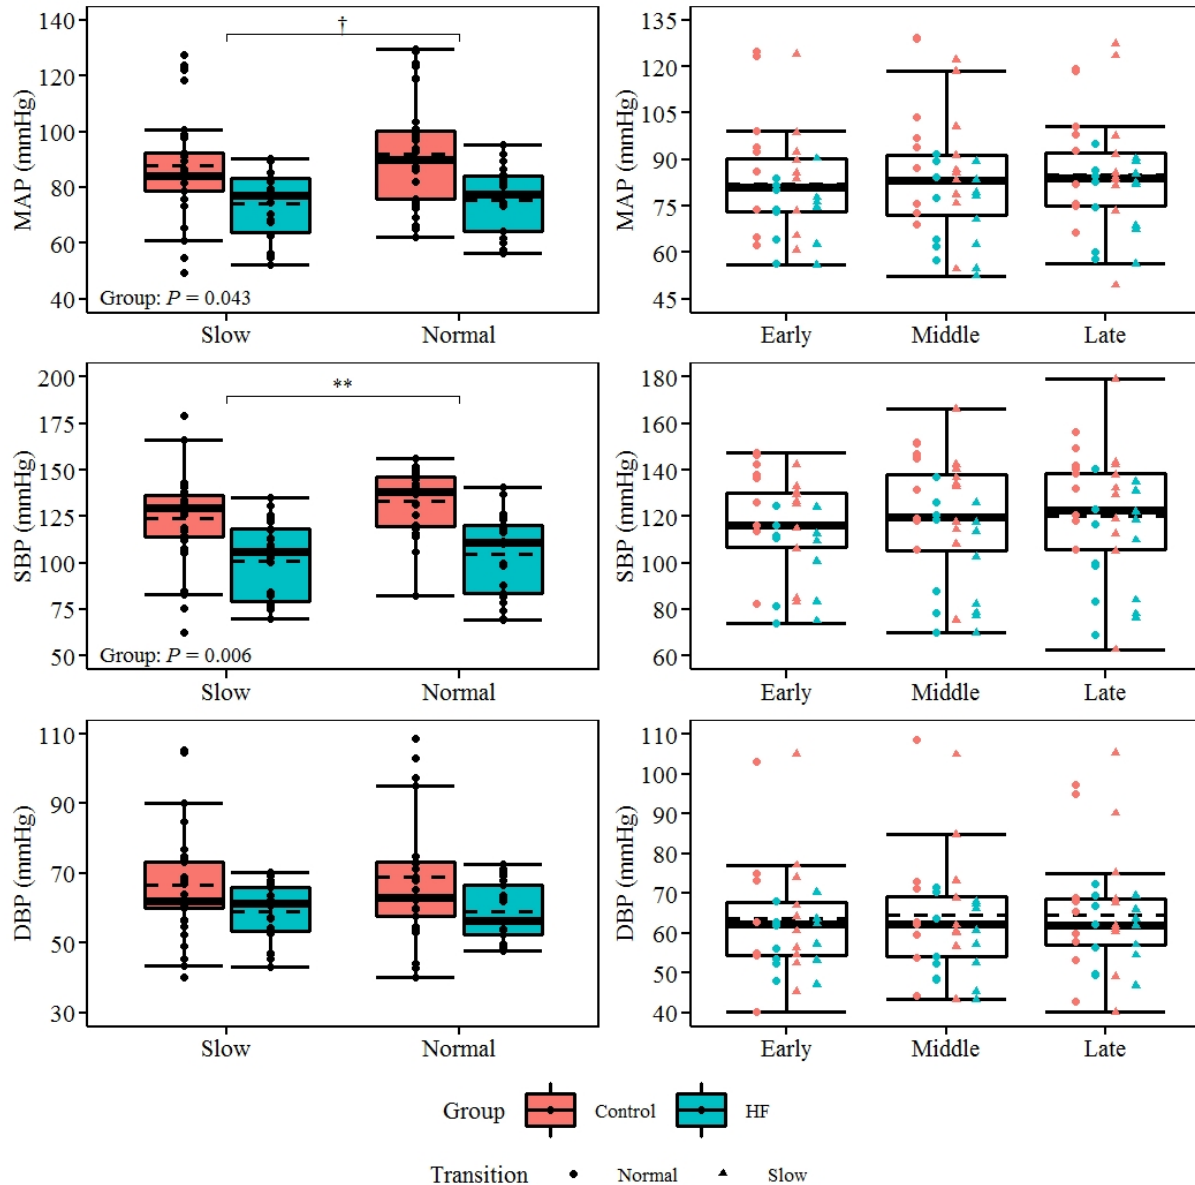 MAP (mmHg)
140
120
100
80
60
40
†
Group: P = 0.043
Slow
Normal
MAP (mmHg)
135
120
105
90
75
60
45
Early
Middle
Late
SBP (mmHg)
200
175
150
125
100
75
50
**
Group: P = 0.006
Slow
Normal
SBP (mmHg)
180
160
140
120
100
80
60
Early
Middle
Late
DBP (mmHg)
110
90
70
50
30
Slow
Normal
DBP (mmHg)
110
100
90
80
70
60
50
40
Early
Middle
Late
Group Control HF
Transition Normal Slow